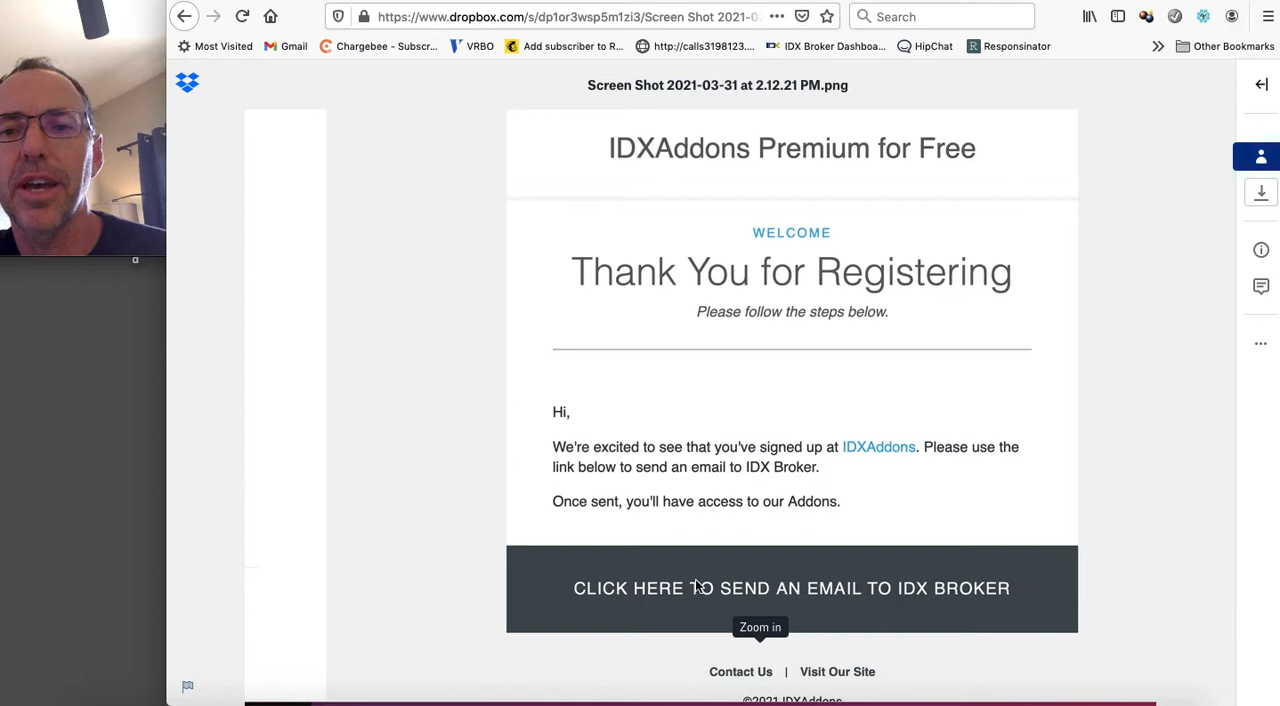 https://www.dropbox.com/s/dp1or3wsp5m1zi3/Screen Shot 2021-03
Search
Most Visited
Gmail
Chargebee - Subscr...
VRBO
Add subscriber to R...
http://calls3198123....
IDX Broker Dashboa...
HipChat
Responsinator
Other Bookmarks
Screen Shot 2021-03-31 at 2.12.21 PM.png
IDXAddons Premium for Free
WELCOME
Thank You for Registering
Please follow the steps below.
Hi,
We're excited to see that you've signed up at IDXAddons. Please use the
link below to send an email to IDX Broker.
Once sent, you'll have access to our Addons.
CLICK HERE TO SEND AN EMAIL TO IDX BROKER
Zoom in
Contact Us | Visit Our Site
©2021 IDXAddons